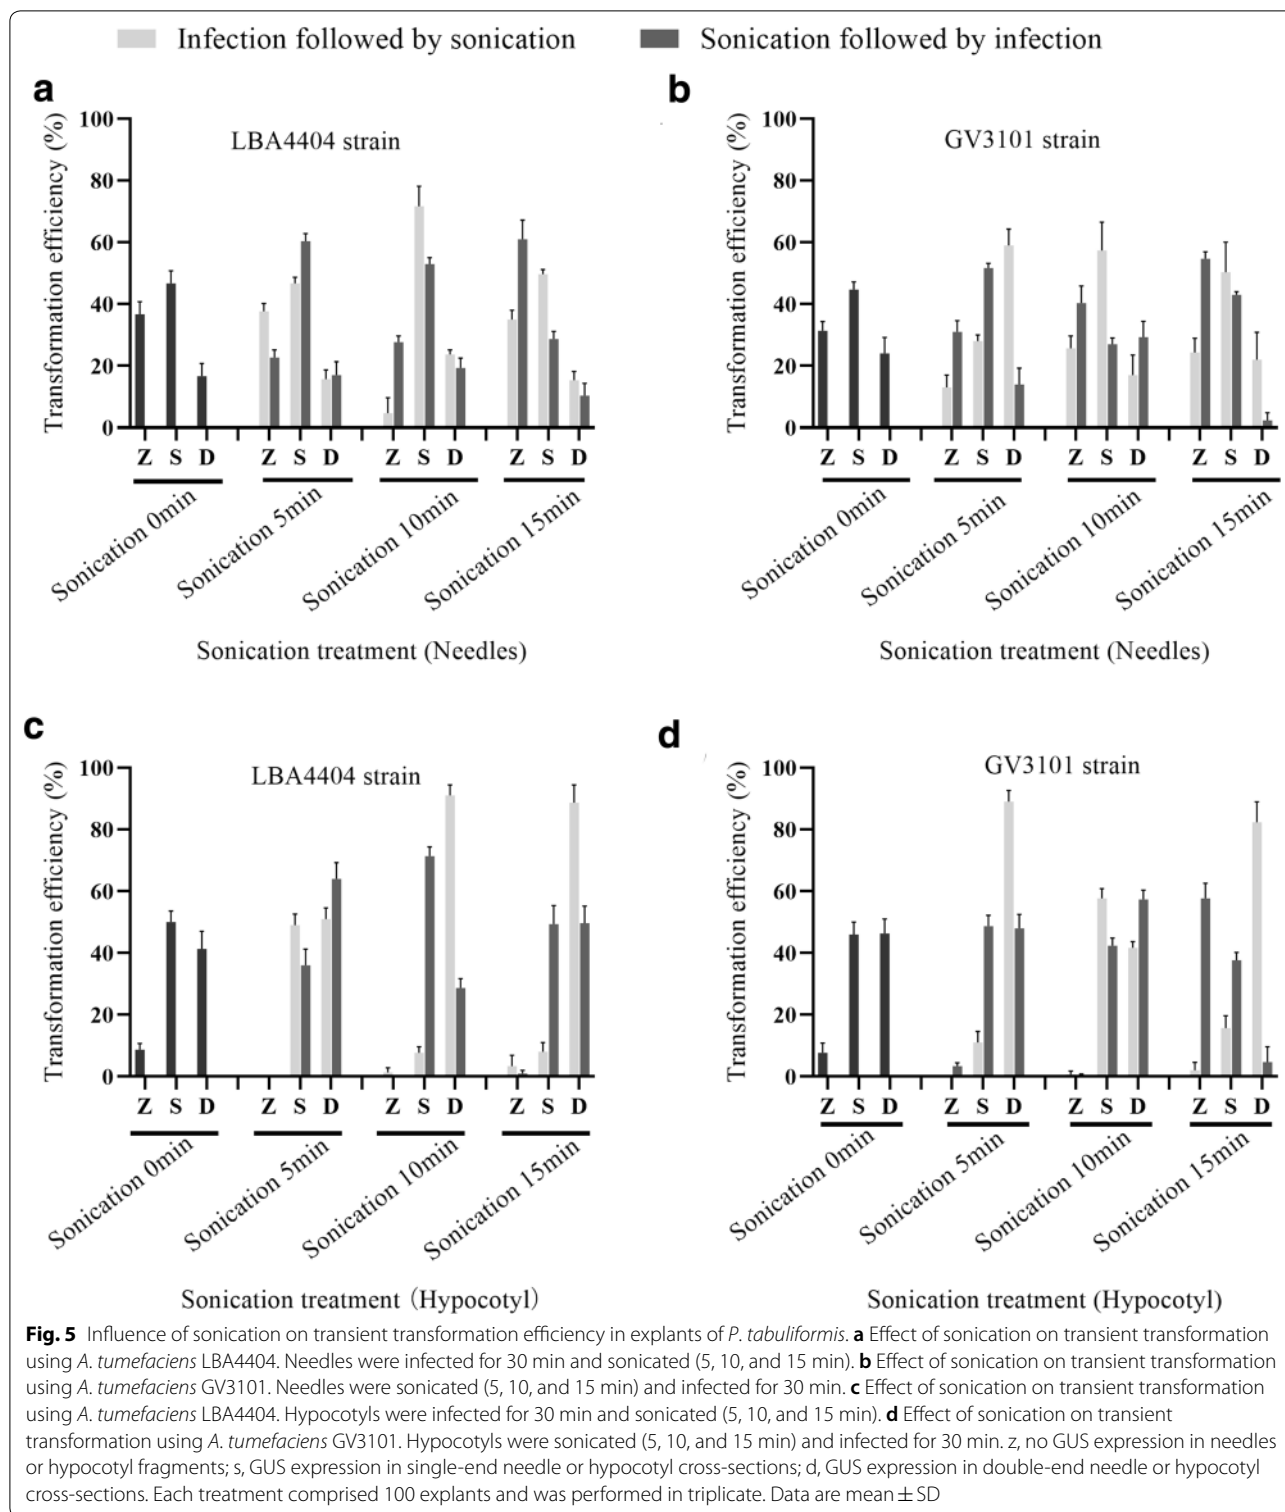 Infection followed by sonication
Sonication followed by infection
a
LBA4404 strain
Transformation efficiency (%)
100
80
60
40
20
0
Z S D Z S D Z S D Z S D
Sonication 0min
Sonication 5min
Sonication 10min
Sonication 15min
Sonication treatment (Needles)
b
GV3101 strain
Transformation efficiency (%)
100
80
60
40
20
0
Z S D Z S D Z S D Z S D
Sonication 0min
Sonication 5min
Sonication 10min
Sonication 15min
Sonication treatment (Needles)
c
LBA4404 strain
Transformation efficiency (%)
100
80
60
40
20
0
Z S D Z S D Z S D Z S D
Sonication 0min
Sonication 5min
Sonication 10min
Sonication 15min
Sonication treatment（Hypocotyl）
d
GV3101 strain
Transformation efficiency (%)
100
80
60
40
20
0
Z S D Z S D Z S D Z S D
Sonication 0min
Sonication 5min
Sonication 10min
Sonication 15min
Sonication treatment (Hypocotyl)
Fig. 5 Influence of sonication on transient transformation efficiency in explants of P. tabuliformis. a Effect of sonication on transient transformation
using A. tumefaciens LBA4404. Needles were infected for 30 min and sonicated (5, 10, and 15 min). b Effect of sonication on transient transformation
using A. tumefaciens GV3101. Needles were sonicated (5, 10, and 15 min) and infected for 30 min. c Effect of sonication on transient transformation
using A. tumefaciens LBA4404. Hypocotyls were infected for 30 min and sonicated (5, 10, and 15 min). d Effect of sonication on transient
transformation using A. tumefaciens GV3101. Hypocotyls were sonicated (5, 10, and 15 min) and infected for 30 min. z, no GUS expression in needles
or hypocotyl fragments; s, GUS expression in single-end needle or hypocotyl cross-sections; d, GUS expression in double-end needle or hypocotyl
cross-sections. Each treatment comprised 100 explants and was performed in triplicate. Data are mean ± SD